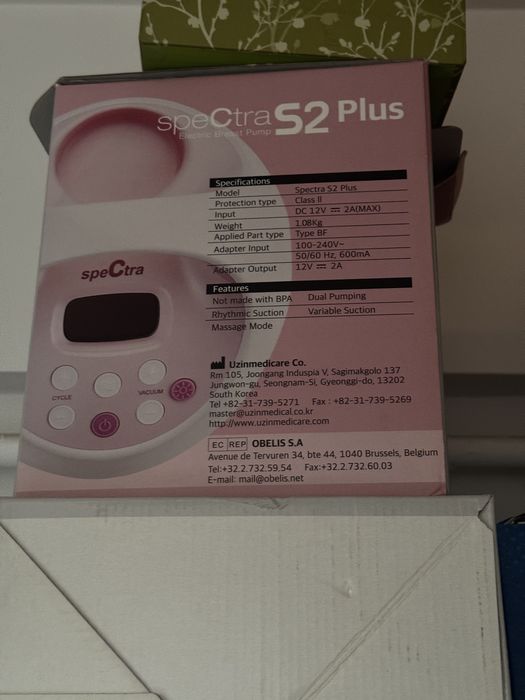 speCtra S2 Plus
Electric Breast Pump
Specifications
Model Spectra S2 Plus
Protection type Class II
Input DC 12V ⎓ 2A(MAX)
Weight 1.08Kg
Applied Part type Type BF
Adapter Input 100-240V~
50/60 Hz, 600mA
Adapter Output 12V ⎓ 2A
Features
Not made with BPA Dual Pumping
Rhythmic Suction Variable Suction
Massage Mode
speCtra
CYCLE VACUUM
Uzinmedicare Co.
Rm 105, Joongang Induspia V, Sagimakgolo 137
Jungwon-gu, Seongnam-Si, Gyeonggi-do, 13202
South Korea
Tel +82-31-739-5271 Fax : +82-31-739-5269
master@uzinmedical.co.kr
http://www.uzinmedicare.com
EC REP OBELIS S.A
Avenue de Tervuren 34, bte 44, 1040 Brussels, Belgium
Tel:+32.2.732.59.54 Fax:+32.2.732.60.03
E-mail: mail@obelis.net